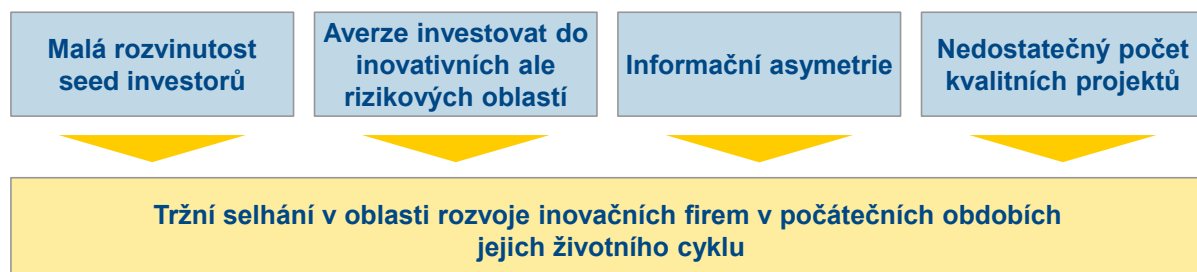 Malá rozvinutost
seed investorů
Averze investovat do
inovativních ale
rizikových oblastí
Informační asymetrie
Nedostatečný počet
kvalitních projektů
Tržní selhání v oblasti rozvoje inovačních firem v počátečních obdobích
jejich životního cyklu